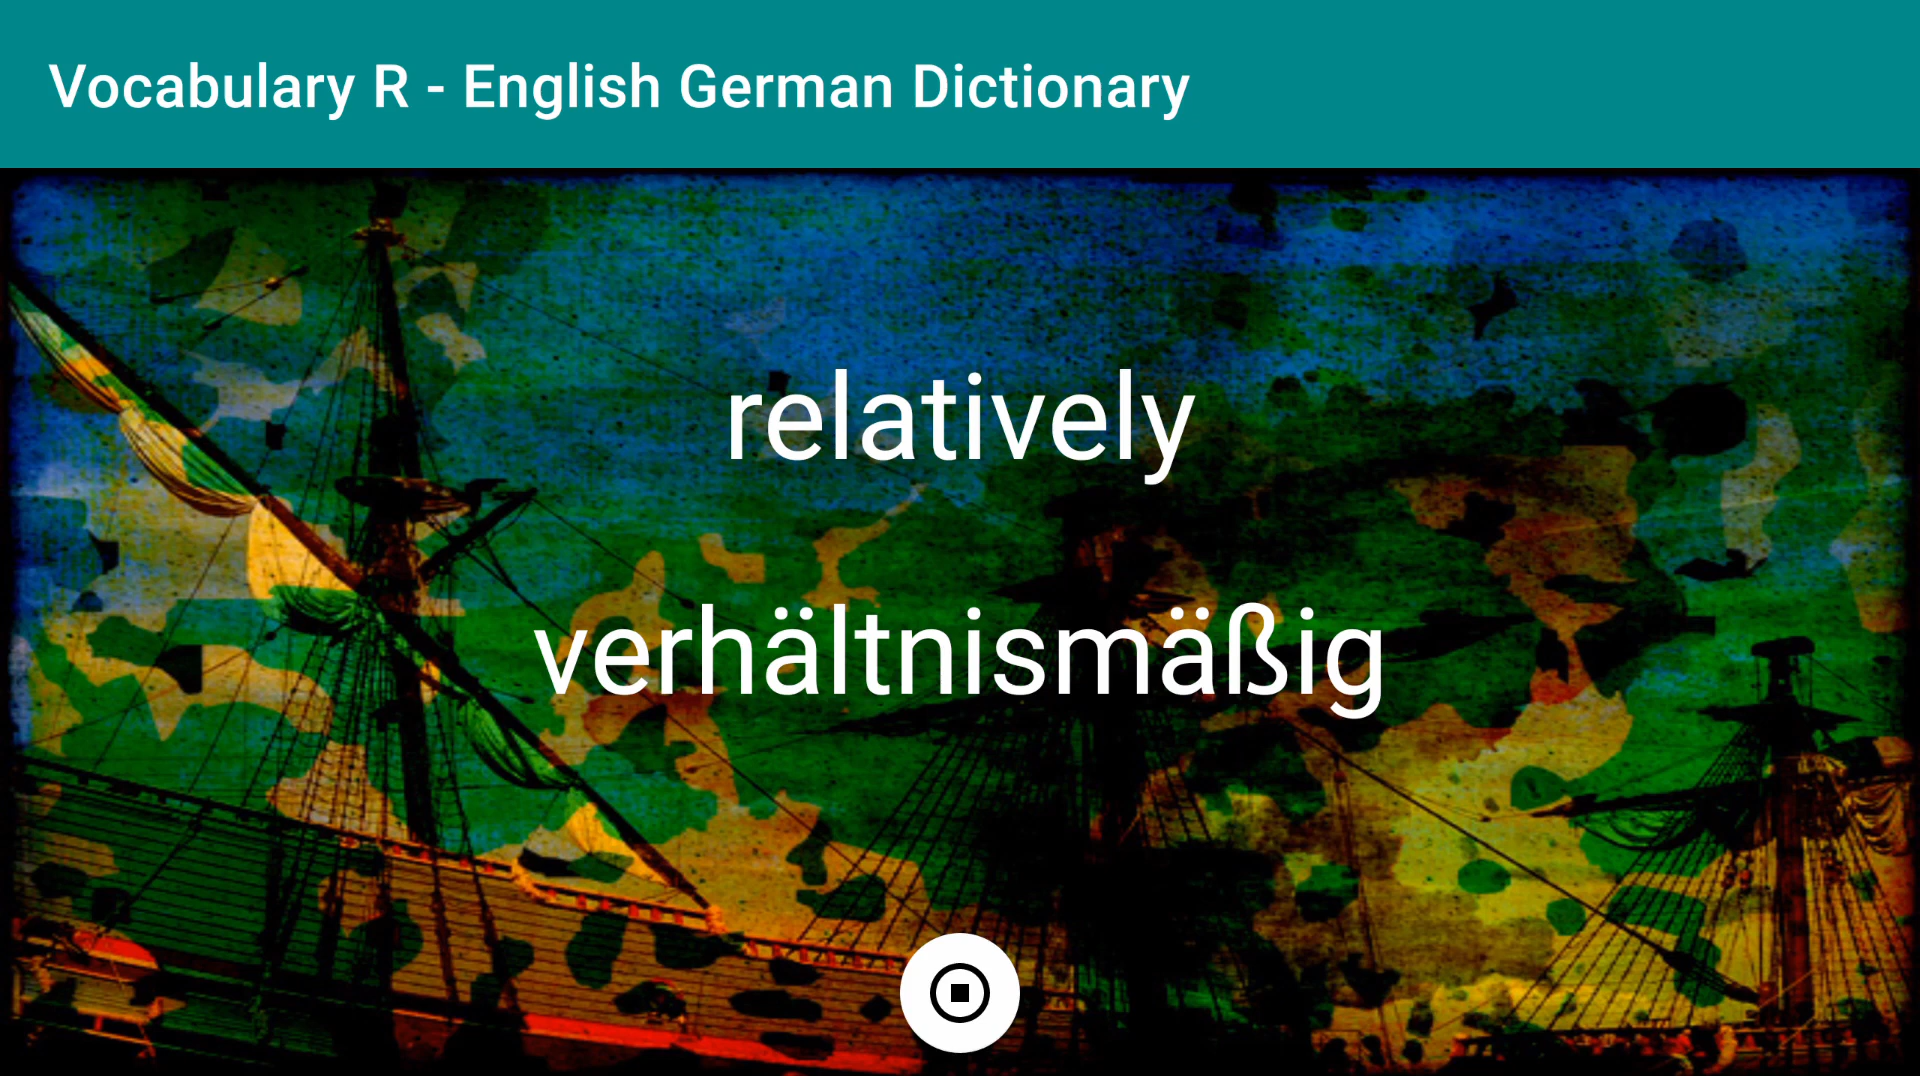 Vocabulary R - English German Dictionary
relatively
verhältnismäßig